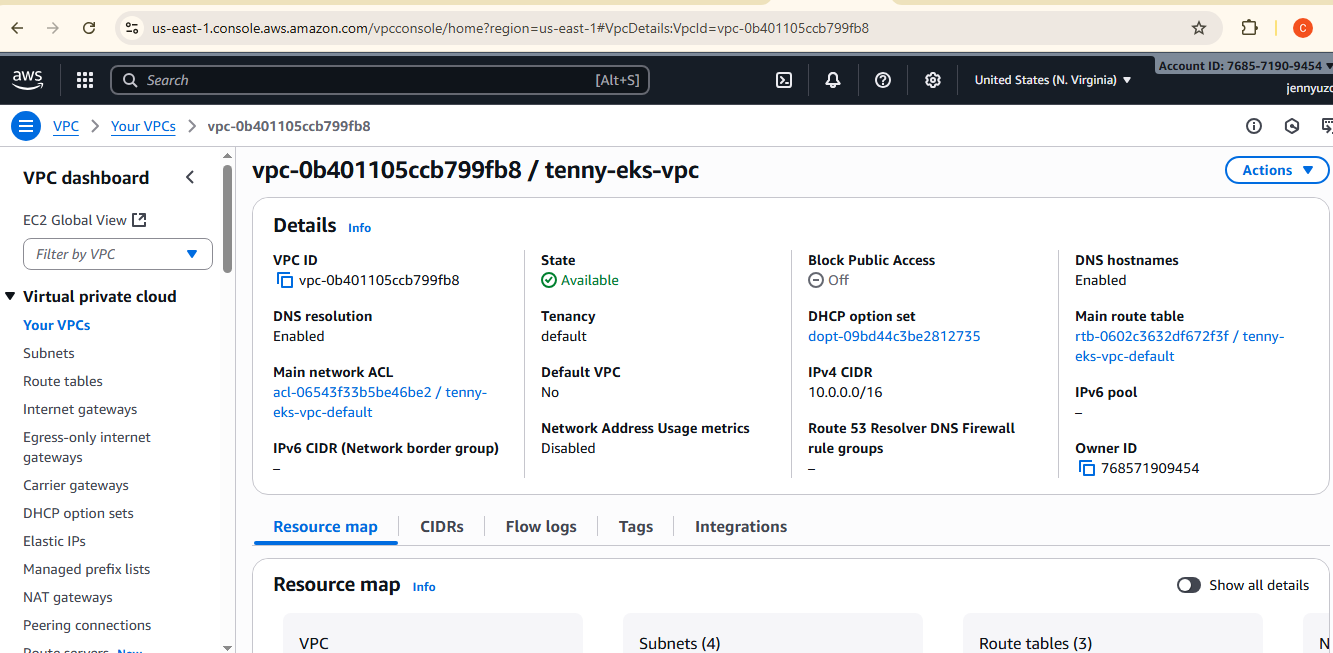 us-east-1.console.aws.amazon.com/vpcconsole/home?region=us-east-1#VpcDetails:VpcId=vpc-0b401105ccb799fb8
C
aws
Search
[Alt+S]
United States (N. Virginia)
Account ID: 7685-7190-9454
VPC
Your VPCs
vpc-0b401105ccb799fb8
VPC dashboard
EC2 Global View
Filter by VPC
Virtual private cloud
Your VPCs
Subnets
Route tables
Internet gateways
Egress-only internet
gateways
Carrier gateways
DHCP option sets
Elastic IPs
Managed prefix lists
NAT gateways
Peering connections
Route servers New
vpc-0b401105ccb799fb8 / tenny-eks-vpc
Actions
Details Info
VPC ID
vpc-0b401105ccb799fb8
DNS resolution
Enabled
Main network ACL
acl-06543f33b5be46be2 / tenny-
eks-vpc-default
IPv6 CIDR (Network border group)
–
State
Available
Tenancy
default
Default VPC
No
Network Address Usage metrics
Disabled
Block Public Access
Off
DHCP option set
dopt-09bd44c3be2812735
IPv4 CIDR
10.0.0.0/16
Route 53 Resolver DNS Firewall
rule groups
–
DNS hostnames
Enabled
Main route table
rtb-0602c3632df672f3f / tenny-
eks-vpc-default
IPv6 pool
–
Owner ID
768571909454
Resource map
CIDRs
Flow logs
Tags
Integrations
Resource map Info
Show all details
VPC
Subnets (4)
Route tables (3)